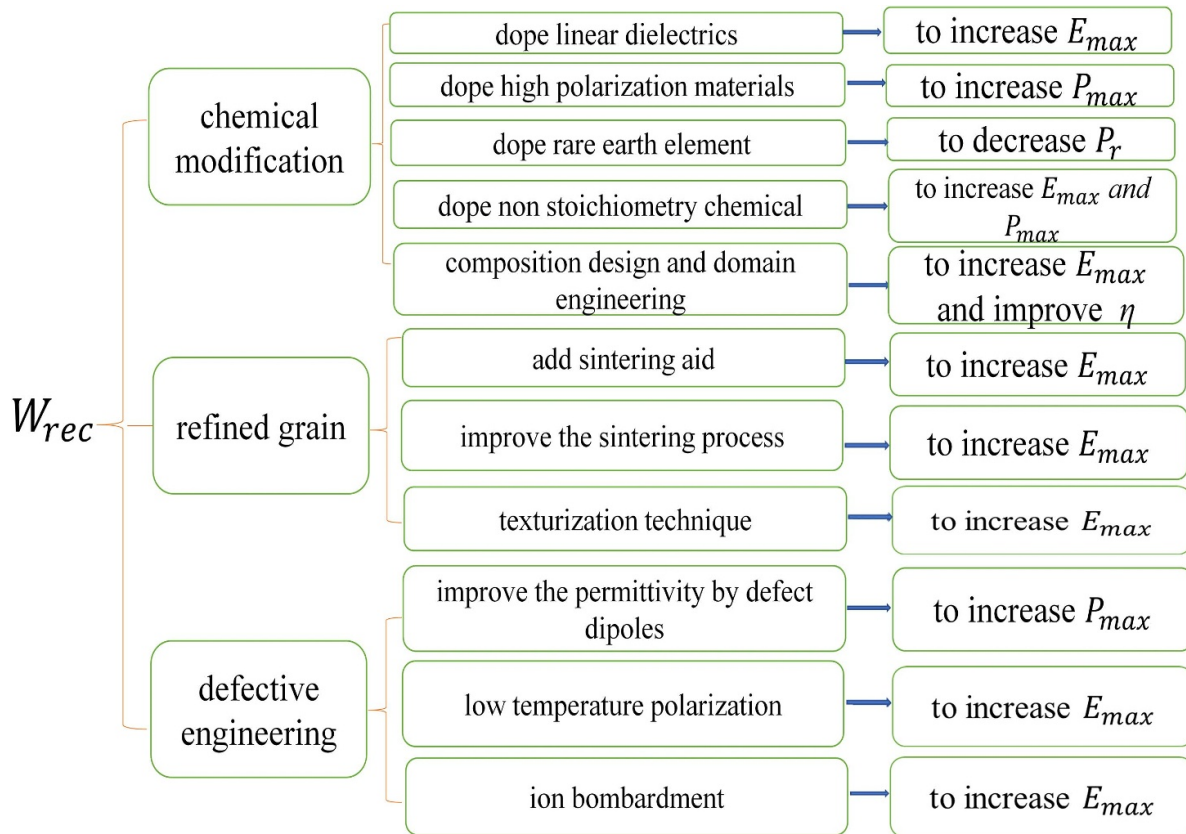 W_rec
chemical
modification
dope linear dielectrics
to increase E_max
dope high polarization materials
to increase P_max
dope rare earth element
to decrease P_r
dope non stoichiometry chemical
to increase E_max and
P_max
composition design and domain
engineering
to increase E_max
and improve η
refined grain
add sintering aid
to increase E_max
improve the sintering process
to increase E_max
texturization technique
to increase E_max
defective
engineering
improve the permittivity by defect
dipoles
to increase P_max
low temperature polarization
to increase E_max
ion bombardment
to increase E_max